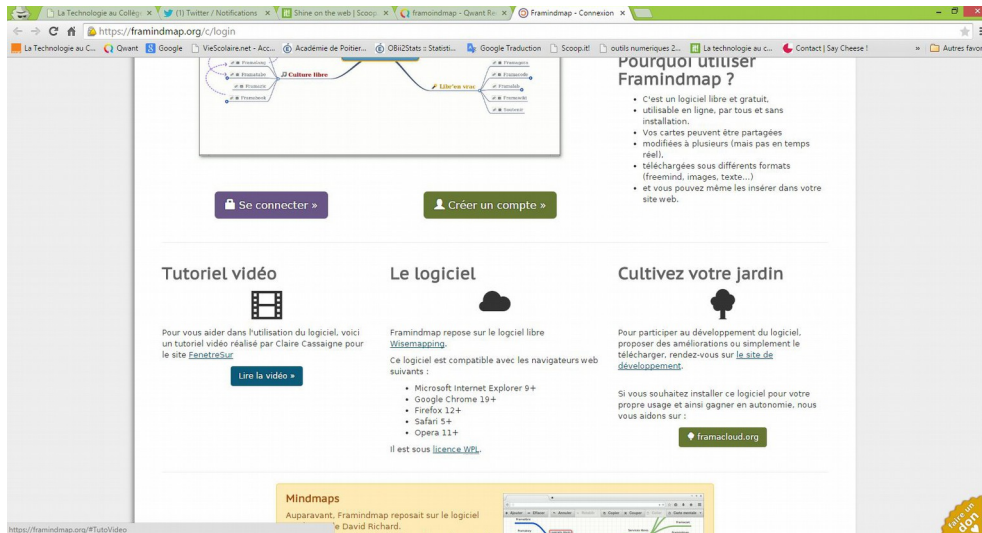 La Technologie au Collèg
(1) Twitter / Notifications
Shine on the web | Scoop
framoindmap - Qwant Re
Framindmap - Connexion
https://framindmap.org/c/login
La Technologie au C...
Qwant
Google
VieScolaire.net - Acc...
Académie de Poitier...
OBii2Stats :: Statisti...
Google Traduction
Scoop.it!
outils numeriques 2...
La technologie au c...
Contact | Say Cheese !
»
Autres favor
Culture libre
Pourquoi utiliser
Framindmap ?
• C'est un logiciel libre et gratuit,
• utilisable en ligne, par tous et sans
installation.
• Vos cartes peuvent être partagées
• modifiées à plusieurs (mais pas en temps
réel),
• téléchargées sous différents formats
(freemind, images, texte...)
• et vous pouvez même les insérer dans votre
site web.
Se connecter »
Créer un compte »
Tutoriel vidéo
Pour vous aider dans l'utilisation du logiciel, voici
un tutoriel vidéo réalisé par Claire Cassaigne pour
le site FenetreSur
Lire la vidéo »
Le logiciel
Framindmap repose sur le logciel libre
Wisemapping.
Ce logiciel est compatible avec les navigateurs web
suivants :
• Microsoft Internet Explorer 9+
• Google Chrome 19+
• Firefox 12+
• Safari 5+
• Opera 11+
Il est sous licence WPL.
Cultivez votre jardin
Pour participer au développement du logiciel,
proposer des améliorations ou simplement le
télécharger, rendez-vous sur le site de
développement.
Si vous souhaitez installer ce logiciel pour votre
propre usage et ainsi gagner en autonomie, nous
vous aidons sur :
framacloud.org
Mindmaps
Auparavant, Framindmap reposait sur le logiciel
de David Richard.
https://framindmap.org/#TutoVideo
faire un
don